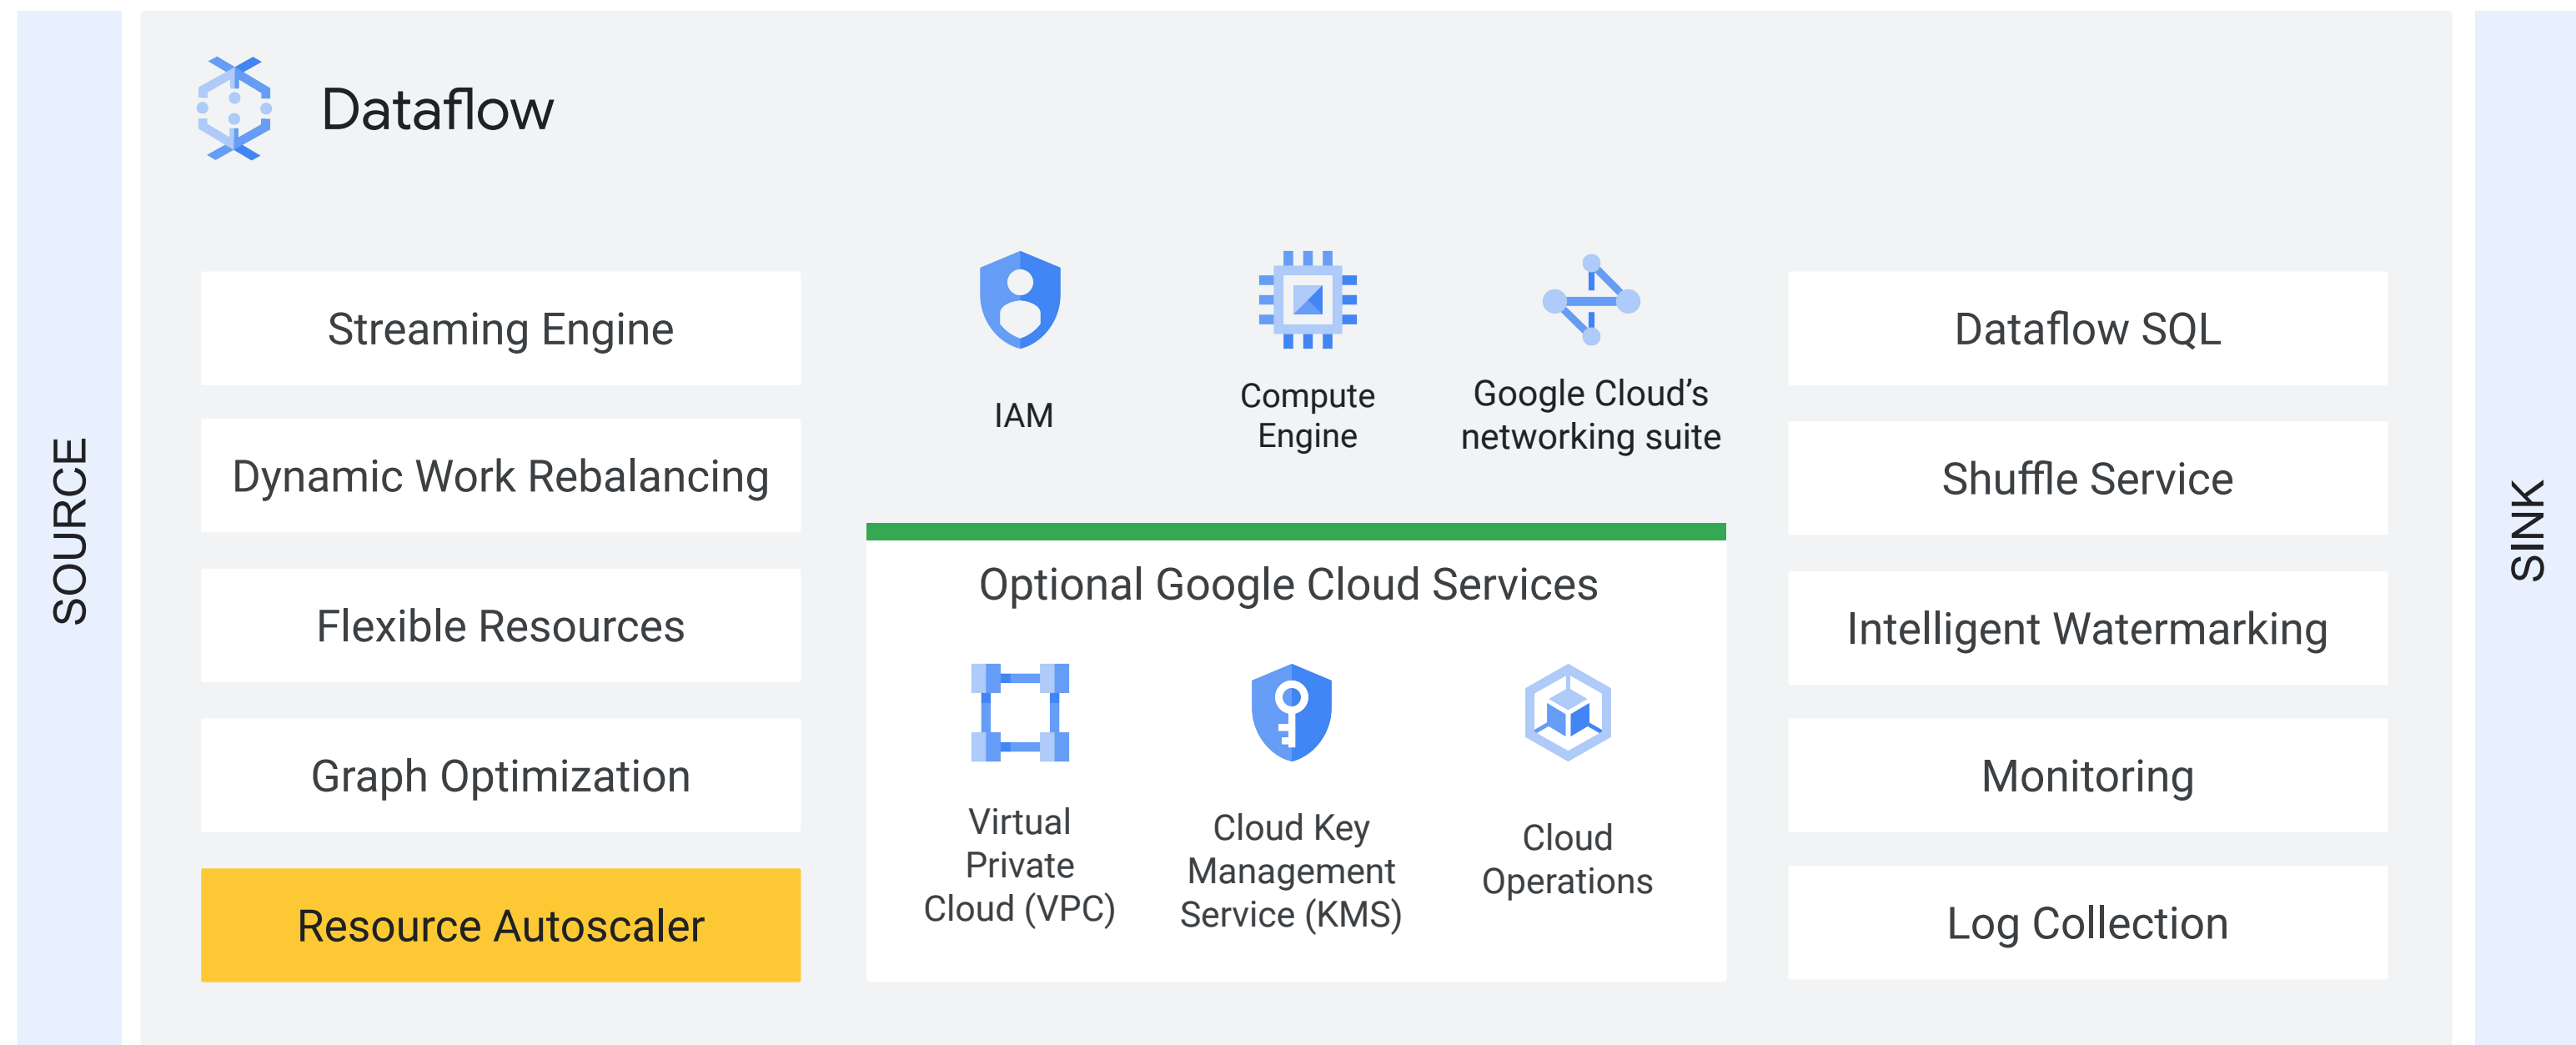 Dataflow
SOURCE
Streaming Engine
Dynamic Work Rebalancing
Flexible Resources
Graph Optimization
Resource Autoscaler
IAM
Compute
Engine
Google Cloud’s
networking suite
Optional Google Cloud Services
Virtual
Private
Cloud (VPC)
Cloud Key
Management
Service (KMS)
Cloud
Operations
Dataflow SQL
Shuffle Service
Intelligent Watermarking
Monitoring
Log Collection
SINK